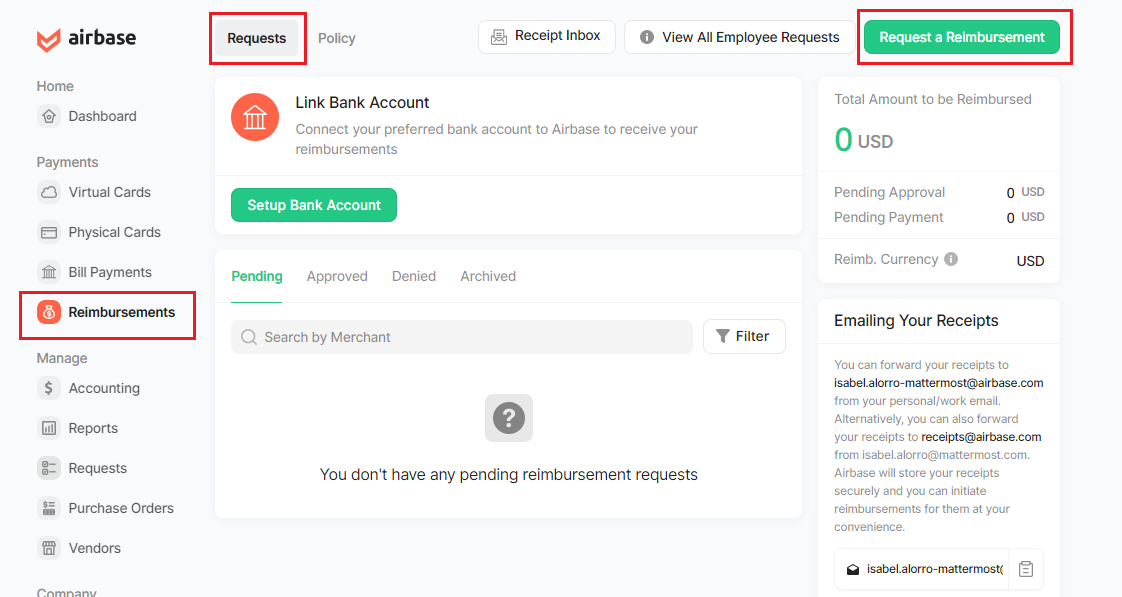 airbase
Home
Dashboard
Payments
Virtual Cards
Physical Cards
Bill Payments
Reimbursements
Manage
Accounting
Reports
Requests
Purchase Orders
Vendors
Company
Requests
Policy
Receipt Inbox
View All Employee Requests
Request a Reimbursement
Link Bank Account
Connect your preferred bank account to Airbase to receive your
reimbursements
Setup Bank Account
Pending
Approved
Denied
Archived
Search by Merchant
Filter
You don't have any pending reimbursement requests
Total Amount to be Reimbursed
0 USD
Pending Approval 0 USD
Pending Payment 0 USD
Reimb. Currency USD
Emailing Your Receipts
You can forward your receipts to
isabel.alorro-mattermost@airbase.com
from your personal/work email.
Alternatively, you can also forward
your receipts to receipts@airbase.com
from isabel.alorro@mattermost.com.
Airbase will store your receipts
securely and you can initiate
reimbursements for them at your
convenience.
isabel.alorro-mattermost(